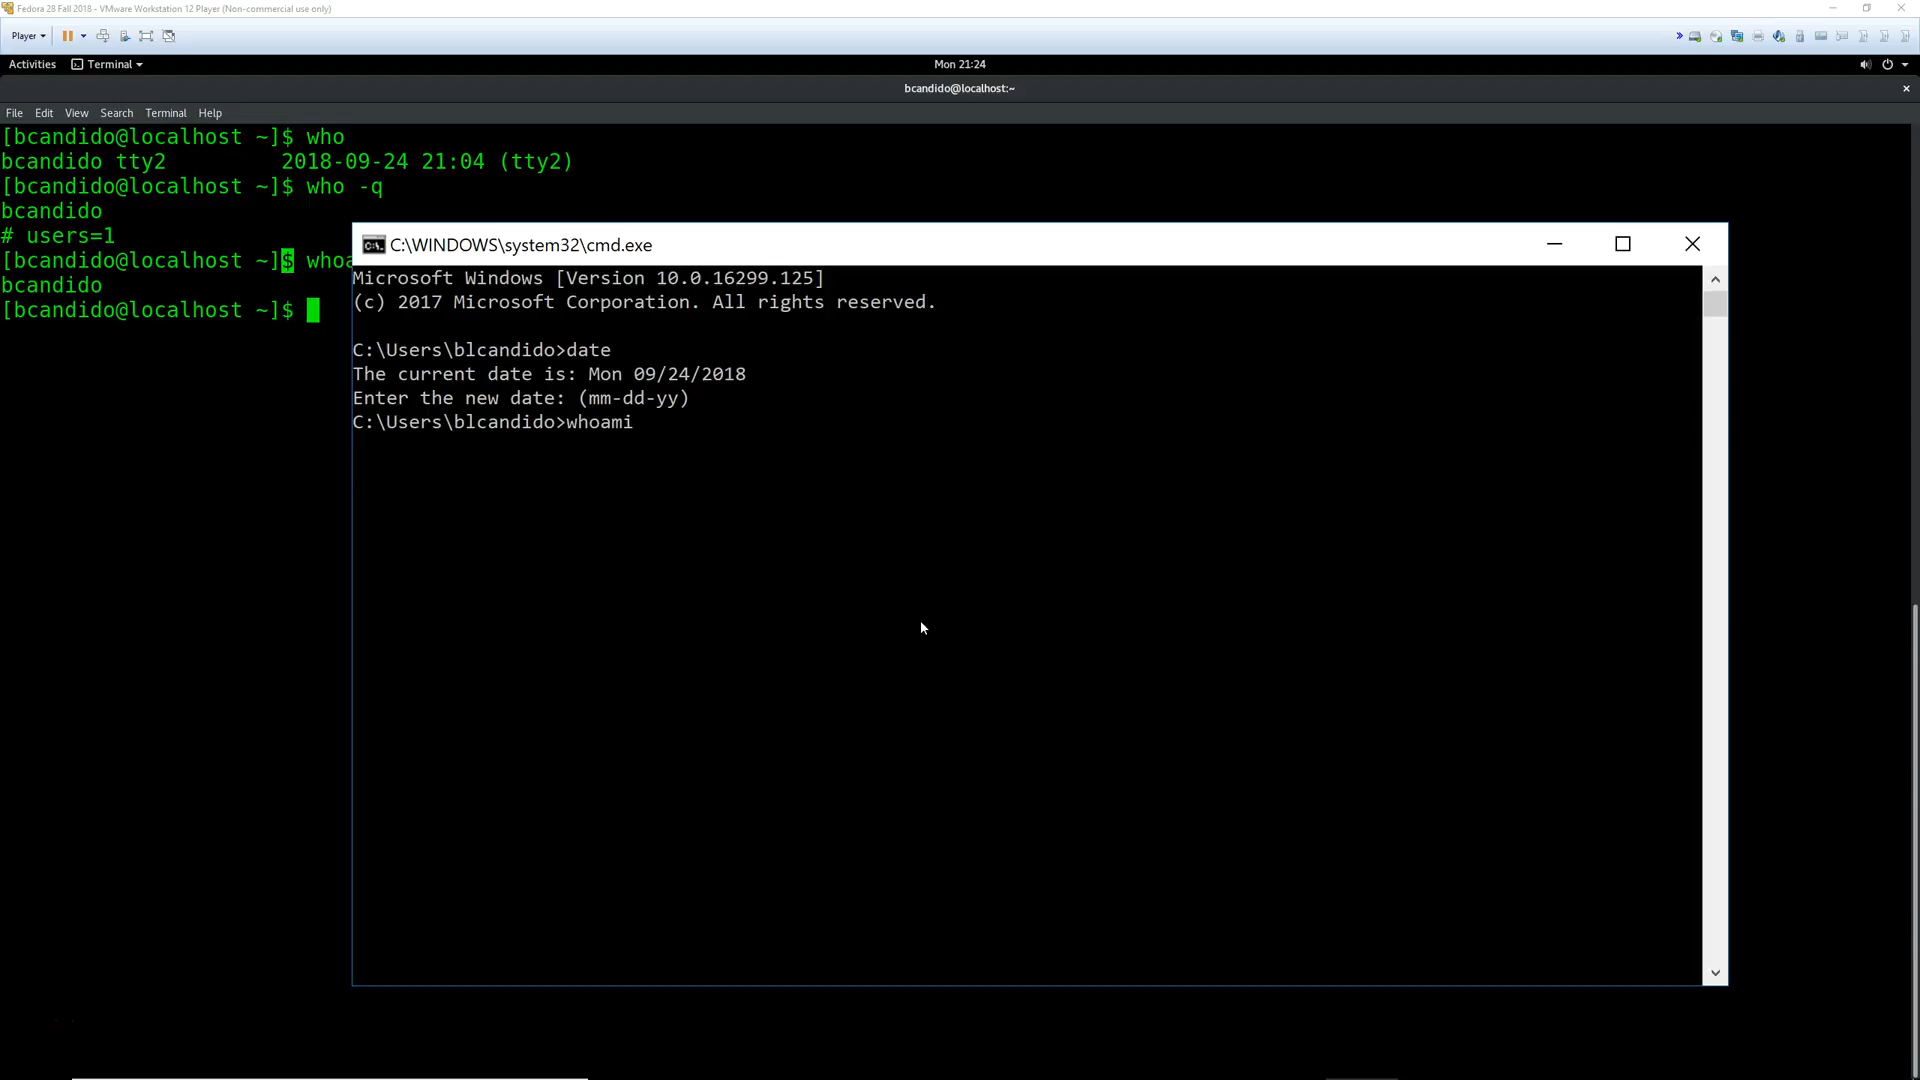 Fedora 28 Fall 2018 - VMware Workstation 12 Player (Non-commercial use only)
Player
Activities Terminal Mon 21:24
bcandido@localhost:~
File Edit View Search Terminal Help
[bcandido@localhost ~]$ who
bcandido tty2 2018-09-24 21:04 (tty2)
[bcandido@localhost ~]$ who -q
bcandido
# users=1
[bcandido@localhost ~]$ whoa
bcandido
[bcandido@localhost ~]$
C:\WINDOWS\system32\cmd.exe
Microsoft Windows [Version 10.0.16299.125]
(c) 2017 Microsoft Corporation. All rights reserved.
C:\Users\blcandido>date
The current date is: Mon 09/24/2018
Enter the new date: (mm-dd-yy)
C:\Users\blcandido>whoami